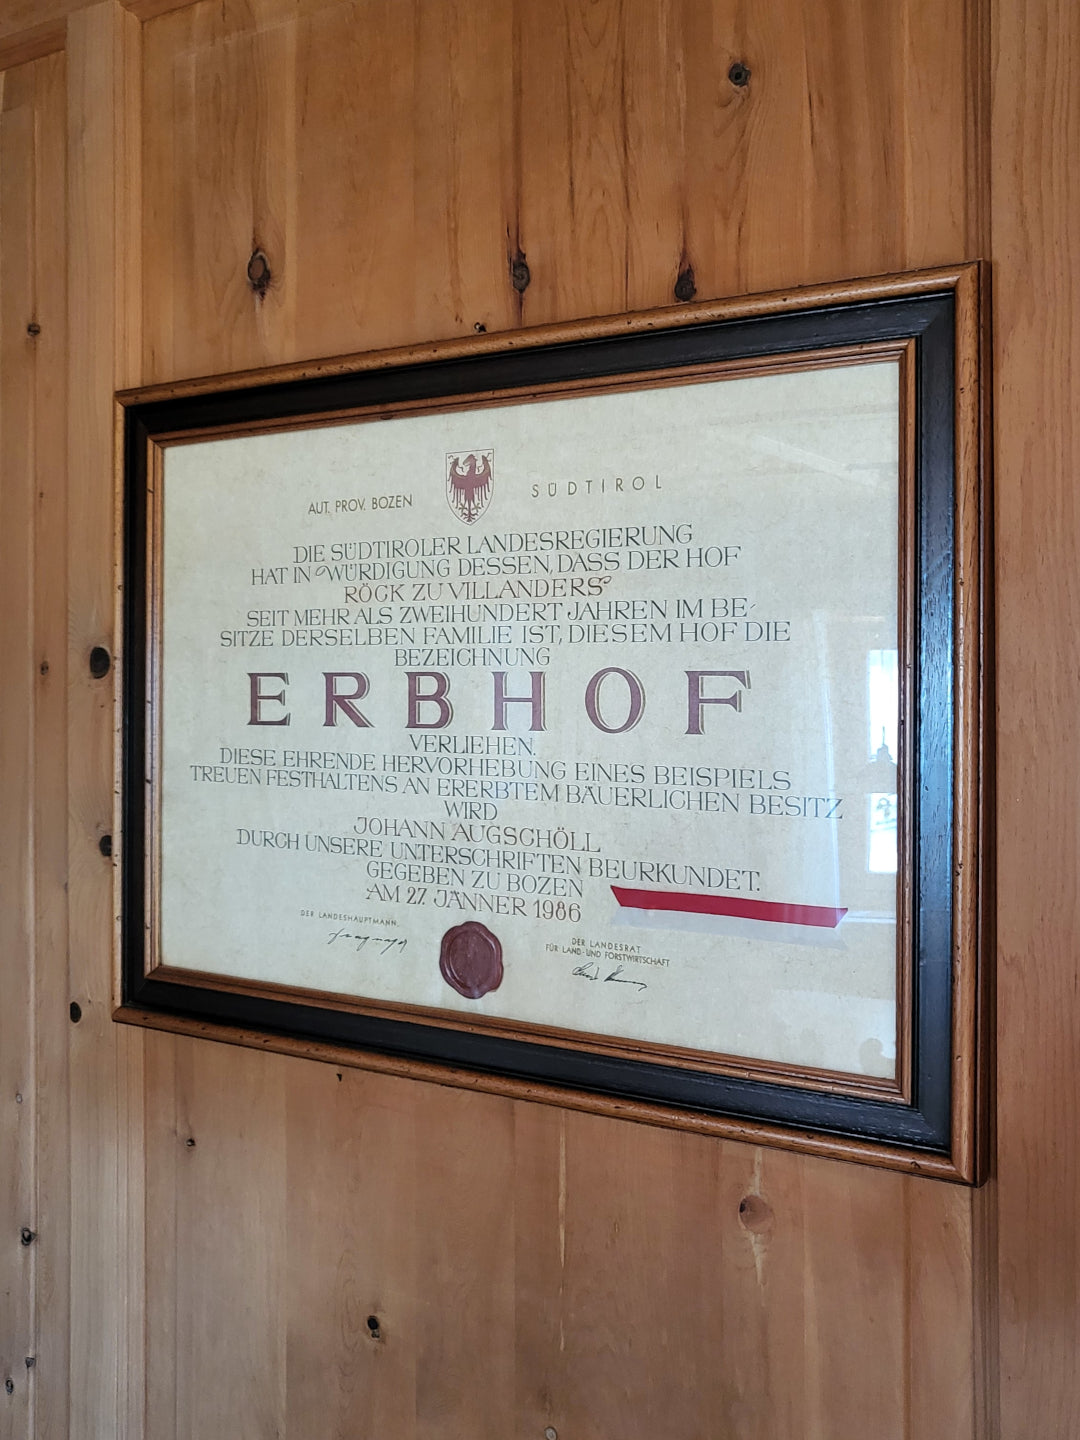 AUT. PROV. BOZEN SÜDTIROL
DIE SÜDTIROLER LANDESREGIERUNG
HAT IN WÜRDIGUNG DESSEN, DASS DER HOF
RÖCK ZU VILLANDERS
SEIT MEHR ALS ZWEIHUNDERT JAHREN IM BE-
SITZE DERSELBEN FAMILIE IST, DIESEM HOF DIE
BEZEICHNUNG
ERBHOF
VERLIEHEN.
DIESE EHRENDE HERVORHEBUNG EINES BEISPIELS
TREUEN FESTHALTENS AN ERERBTEM BÄUERLICHEN BESITZ
WIRD
JOHANN AUGSCHÖLL
DURCH UNSERE UNTERSCHRIFTEN BEURKUNDET.
GEGEBEN ZU BOZEN
AM 27. JÄNNER 1986
DER LANDESHAUPTMANN
DER LANDESRAT
FÜR LAND- UND FORSTWIRTSCHAFT